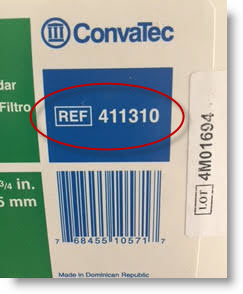 ConvaTec
dar
Filtro
REF 411310
3/4 in.
5 mm
LOT 4M01694
7 68455 10571 7
Made in Dominican Republic